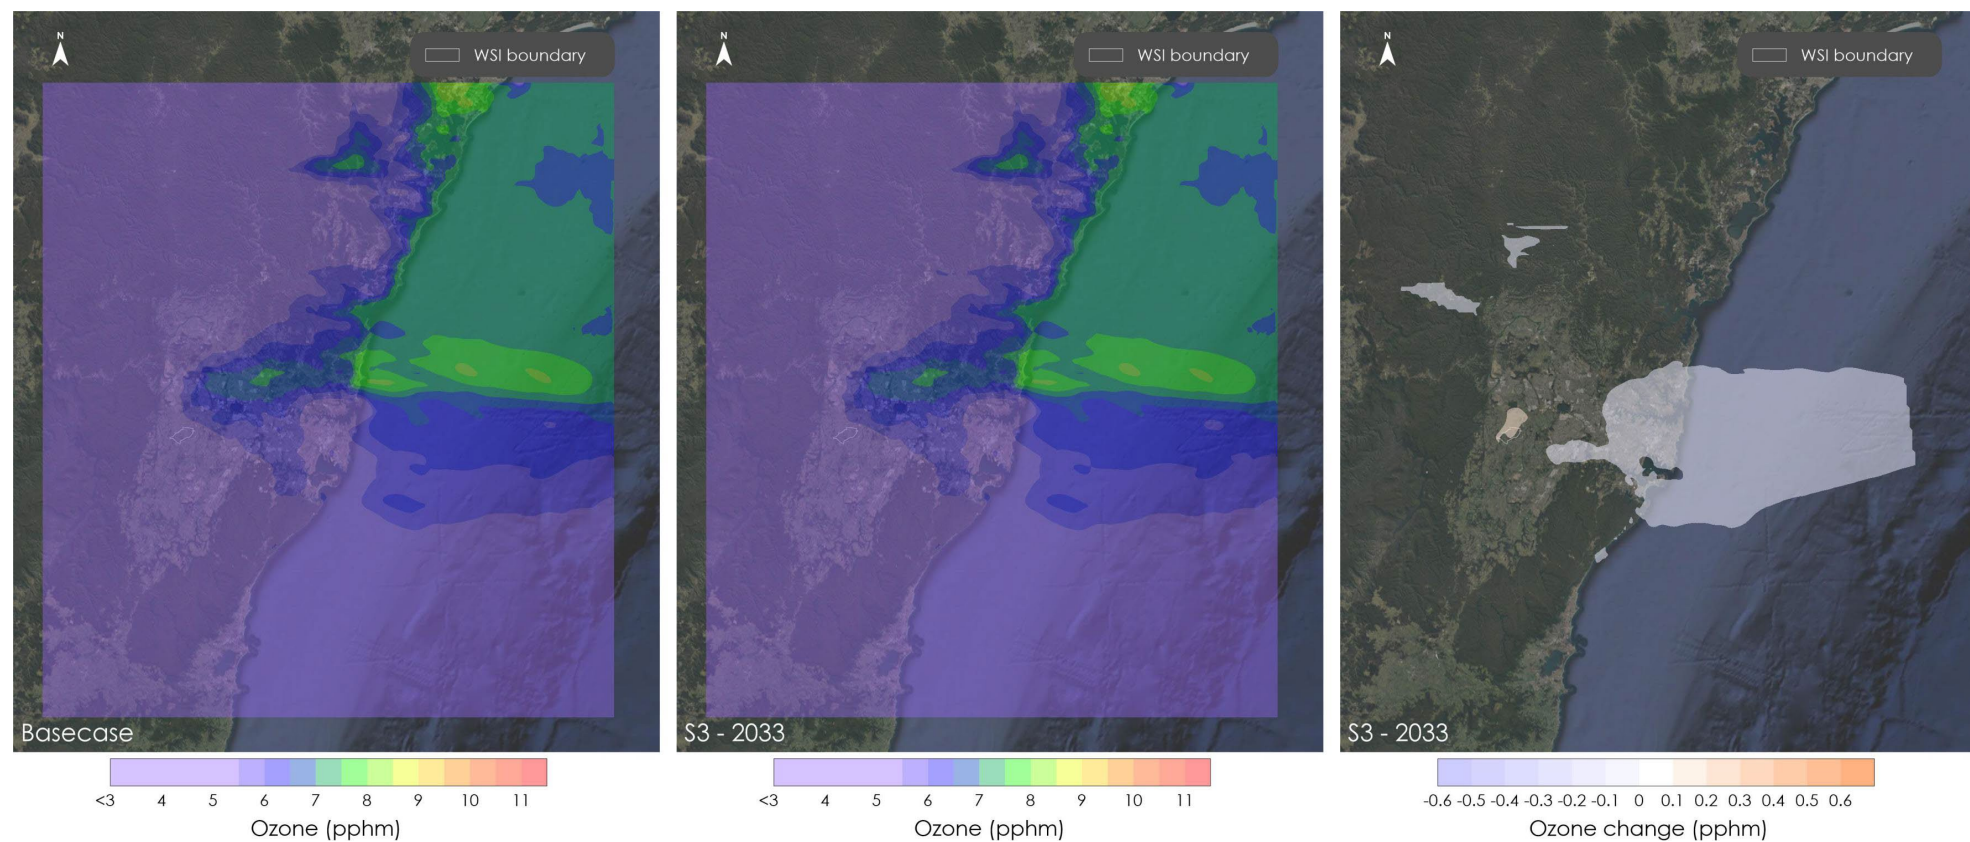 N
WSI boundary
N
WSI boundary
N
WSI boundary
Basecase
S3 - 2033
S3 - 2033
<3 4 5 6 7 8 9 10 11
Ozone (pphm)
<3 4 5 6 7 8 9 10 11
Ozone (pphm)
-0.6 -0.5 -0.4 -0.3 -0.2 -0.1 0 0.1 0.2 0.3 0.4 0.5 0.6
Ozone change (pphm)